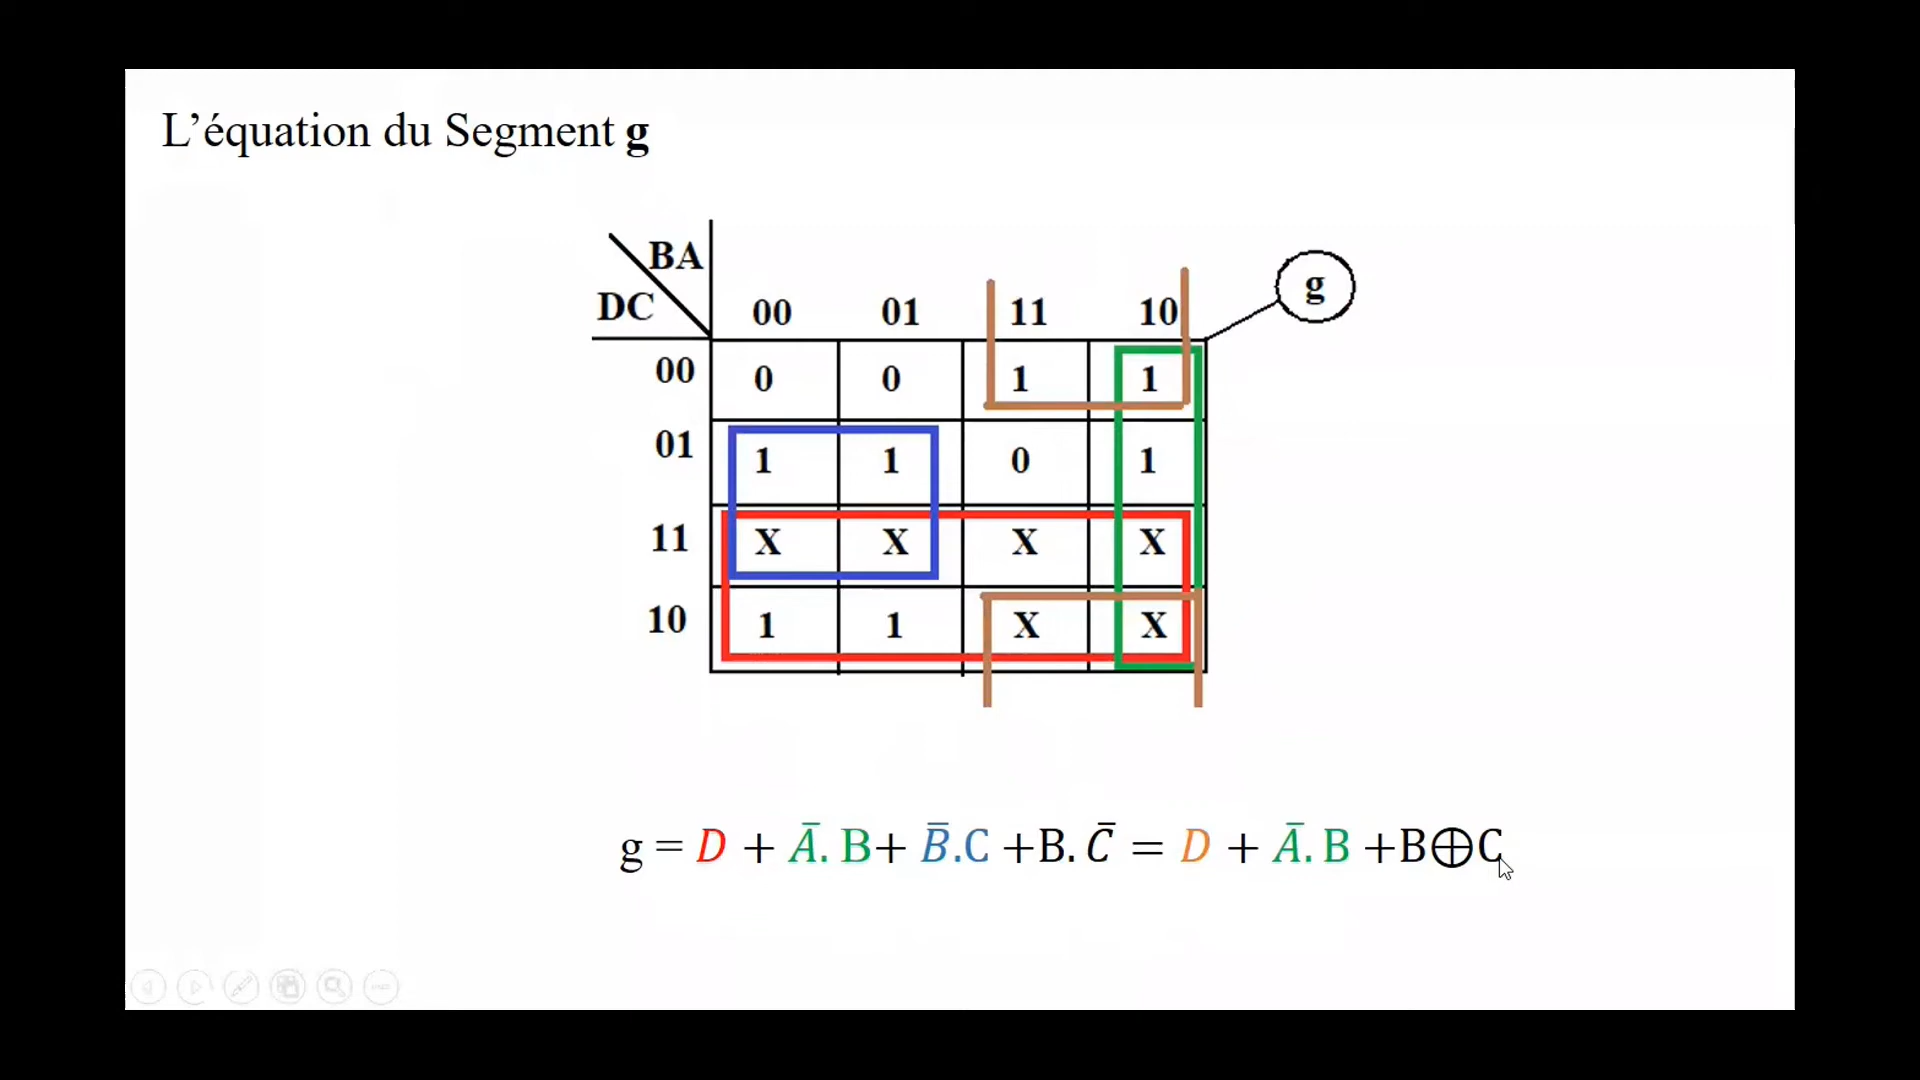 L’équation du Segment g
BA
DC
00 01 11 10
g
00 0 0 1 1
01 1 1 0 1
11 X X X X
10 1 1 X X
g = D + A̅. B+ B̅.C +B. C̅ = D + A̅. B +B⊕C